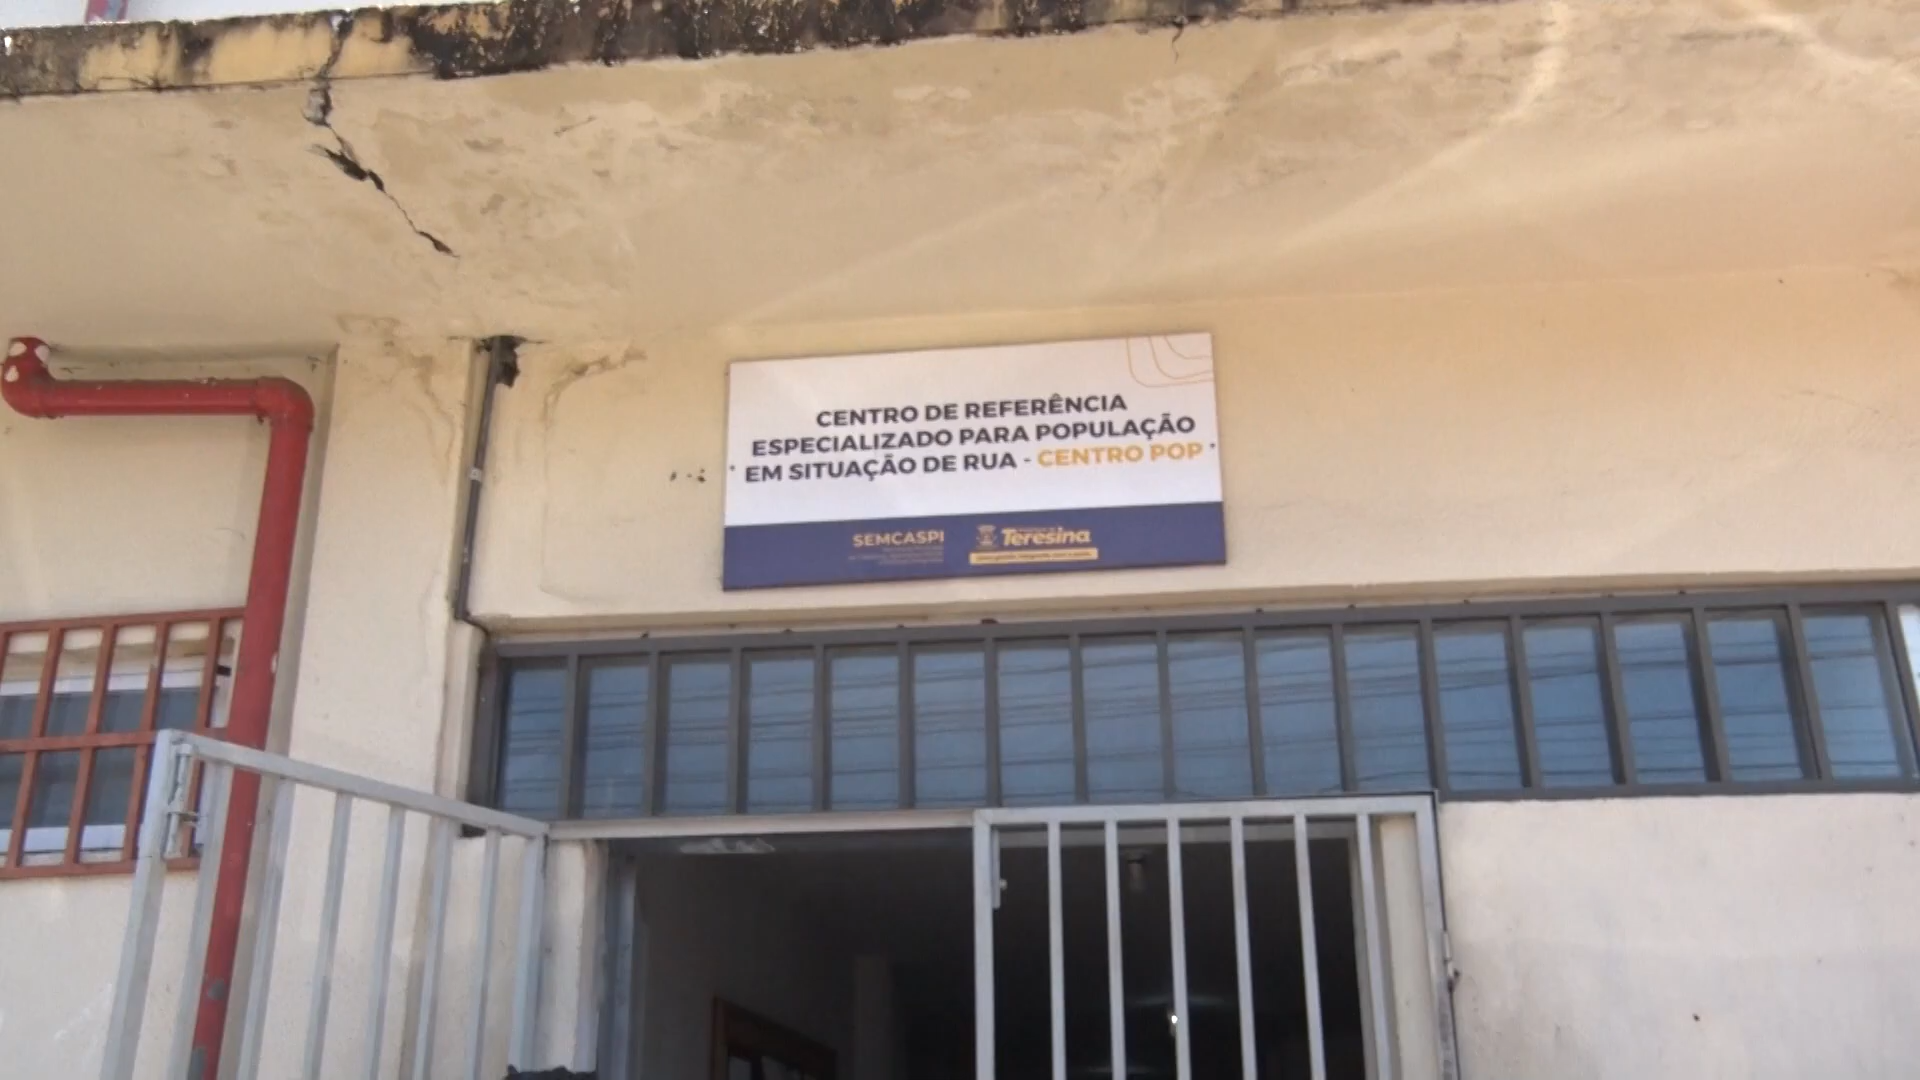 CENTRO DE REFERÊNCIA
ESPECIALIZADO PARA POPULAÇÃO
EM SITUAÇÃO DE RUA - CENTRO POP
SEMCASPI
Teresina